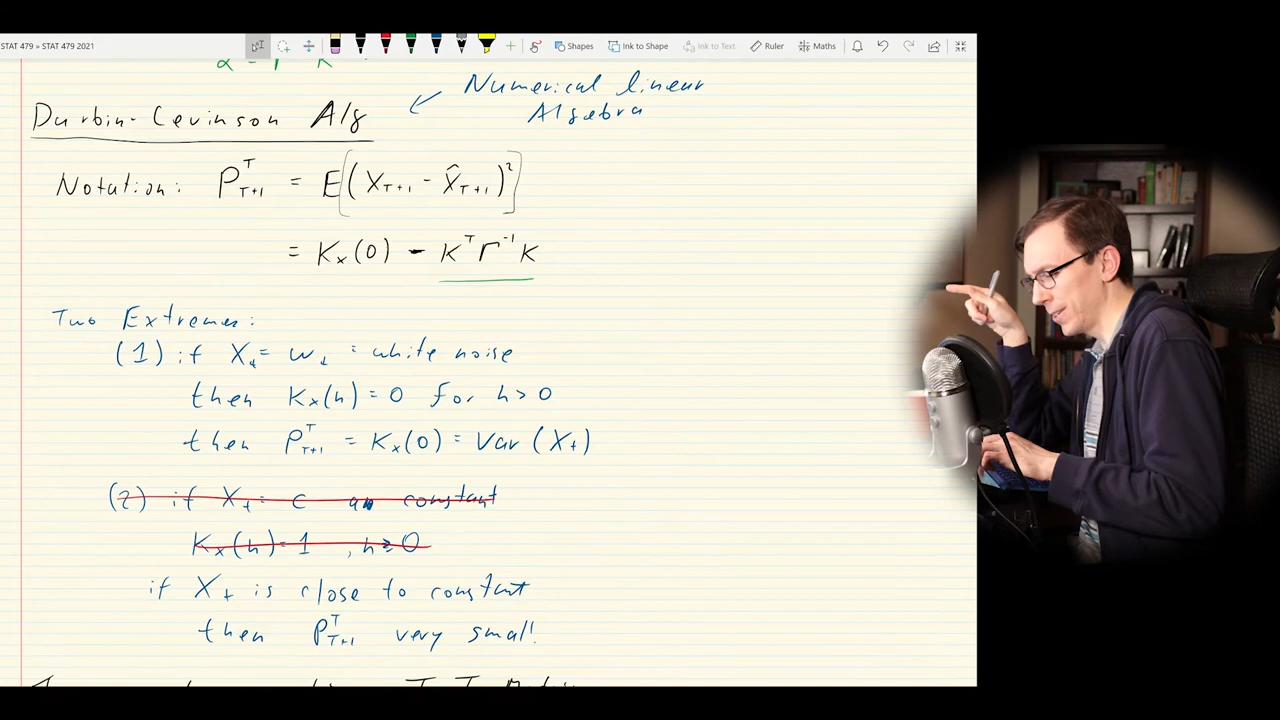 STAT 479 » STAT 479 2021
Shapes
Ink to Shape
Ink to Text
Ruler
Maths
Numerical linear
Algebra
Durbin-Levinson Alg
Notation: P^T_{T+1} = E[(X_{T+1} - X̂_{T+1})^2]
= K_x(0) - K^T Γ^{-1} K
Two Extremes:
(1) if X_t = w_t = white noise
then K_x(h) = 0 for h > 0
then P^T_{T+1} = K_x(0) = Var(X_t)
(2) if X_t = c a constant
K_x(h) = 1, h ≥ 0
if X_t is close to constant
then P^T_{T+1} very small.